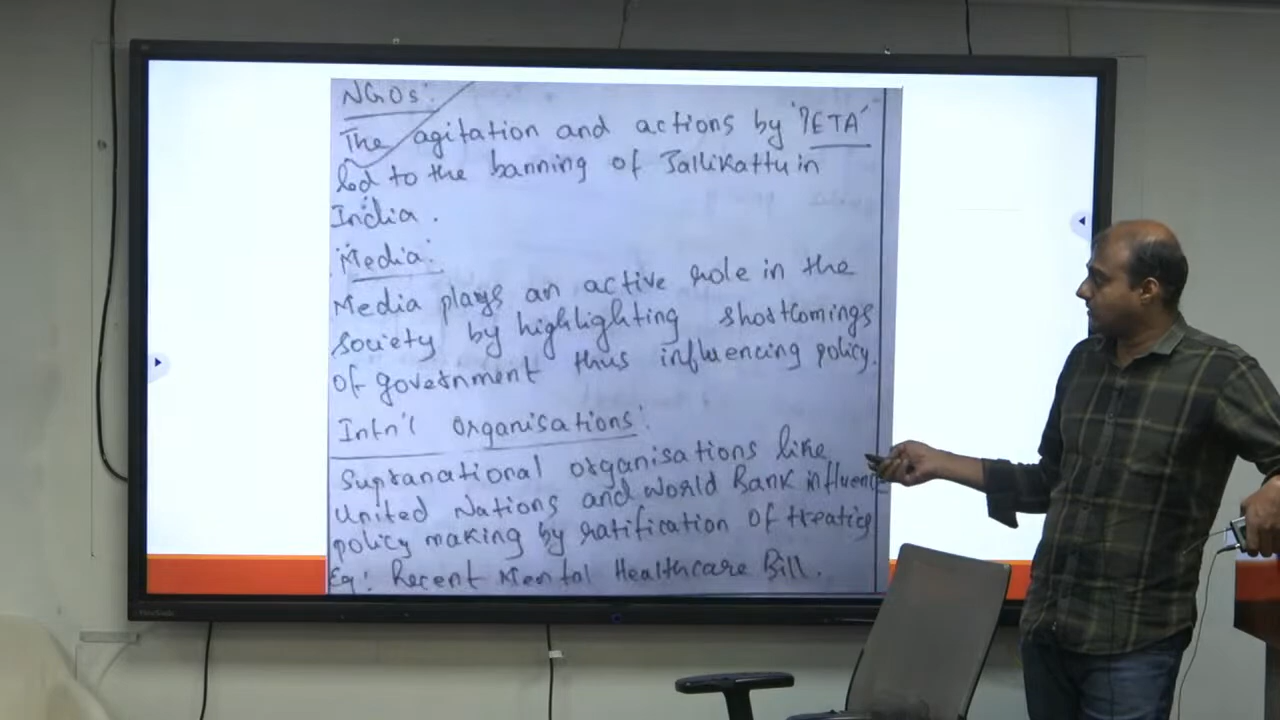 NGOs:
The agitation and actions by 'PETA'
led to the banning of Jallikattu in
India.
Media:
Media plays an active role in the
society by highlighting shortcomings
of government thus influencing policy.
Intn'l Organisations:
Supranational organisations like
United Nations and World Bank influence
policy making by ratification of treaties
Eg: Recent Mental Healthcare Bill.
ViewSonic